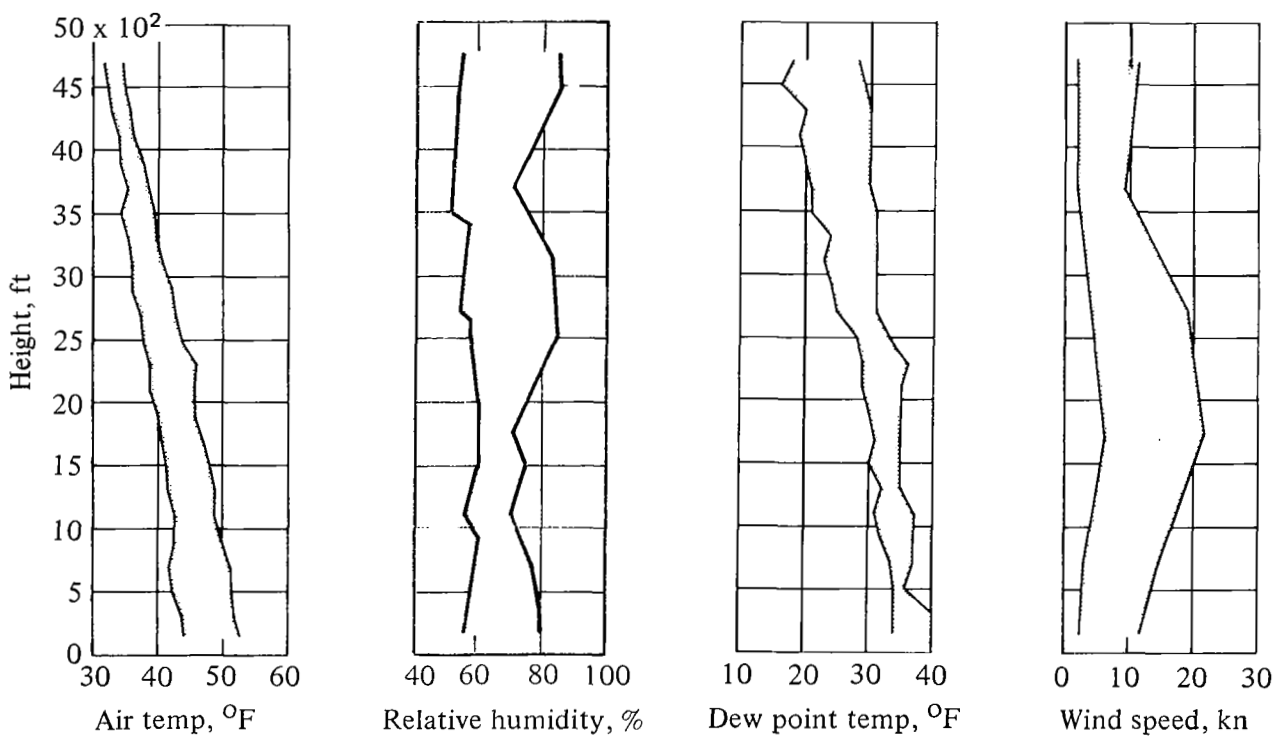 50 x 10²
45
40
35
30
25
20
15
10
5
0
Height, ft
30 40 50 60
Air temp, ⁰F
40 60 80 100
Relative humidity, %
10 20 30 40
Dew point temp, ⁰F
0 10 20 30
Wind speed, kn